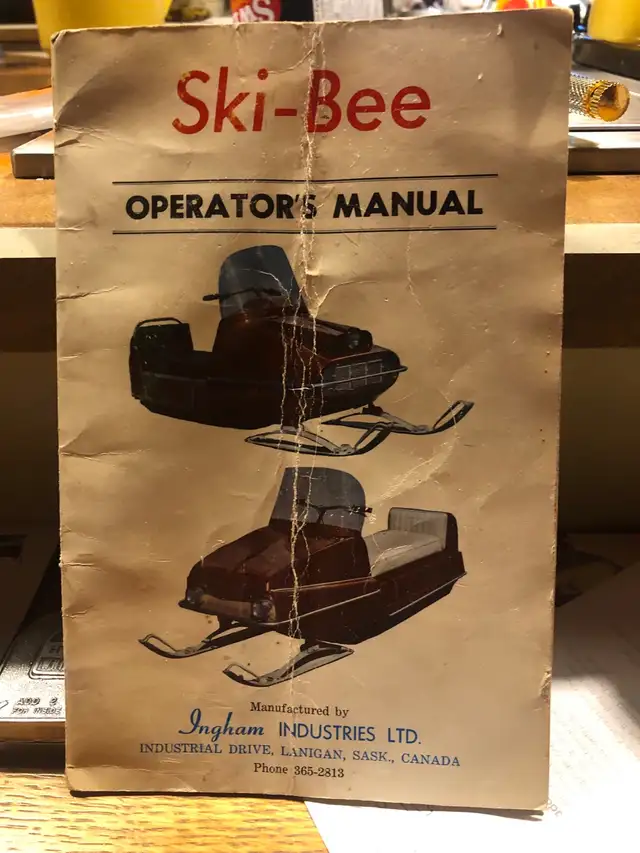 Ski-Bee
OPERATOR'S MANUAL
Manufactured by
Ingham INDUSTRIES LTD.
INDUSTRIAL DRIVE, LANIGAN, SASK., CANADA
Phone 365-2813